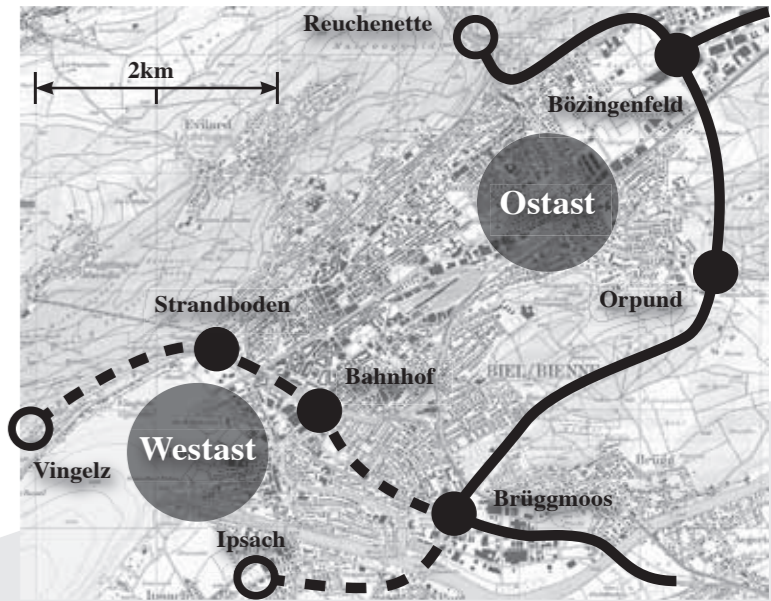 Reuchenette
2km
Bözingenfeld
Ostast
Orpund
Strandboden
Bahnhof
BIEL/BIENNE
Westast
Vingelz
Brüggmoos
Ipsach